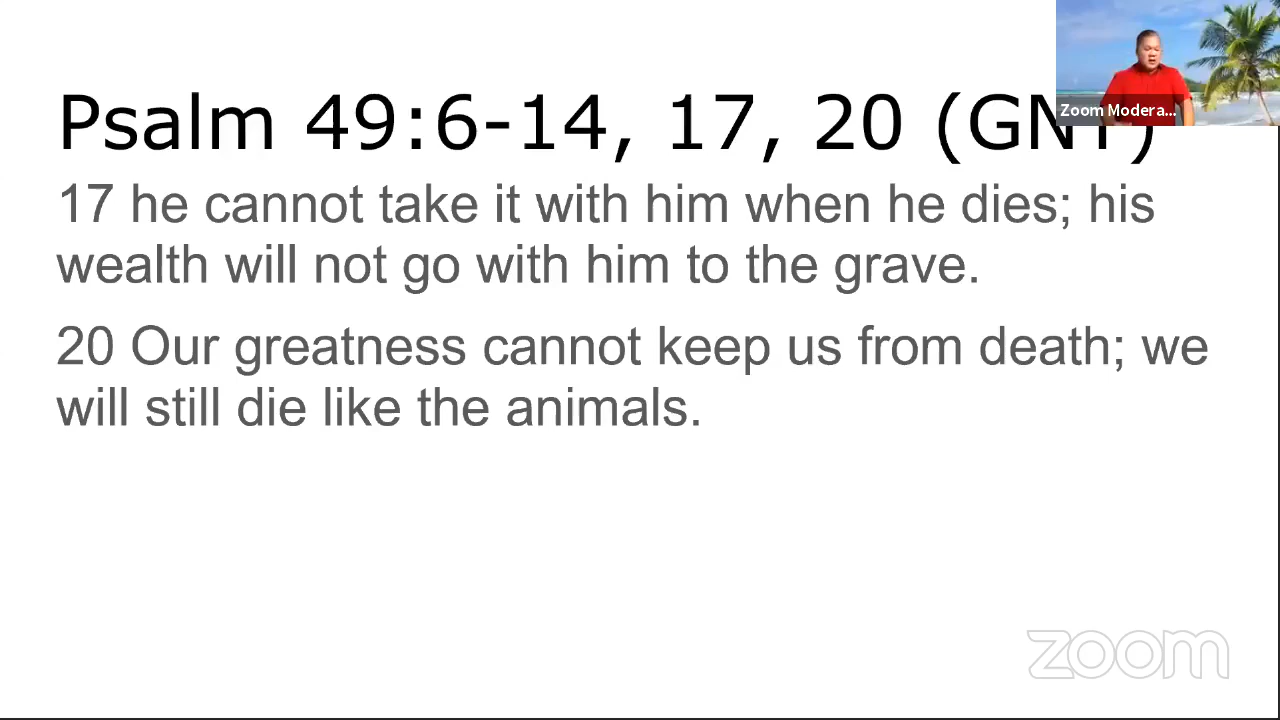 Psalm 49:6-14, 17, 20 (GNT)
Zoom Modera...
17 he cannot take it with him when he dies; his
wealth will not go with him to the grave.
20 Our greatness cannot keep us from death; we
will still die like the animals.
zoom